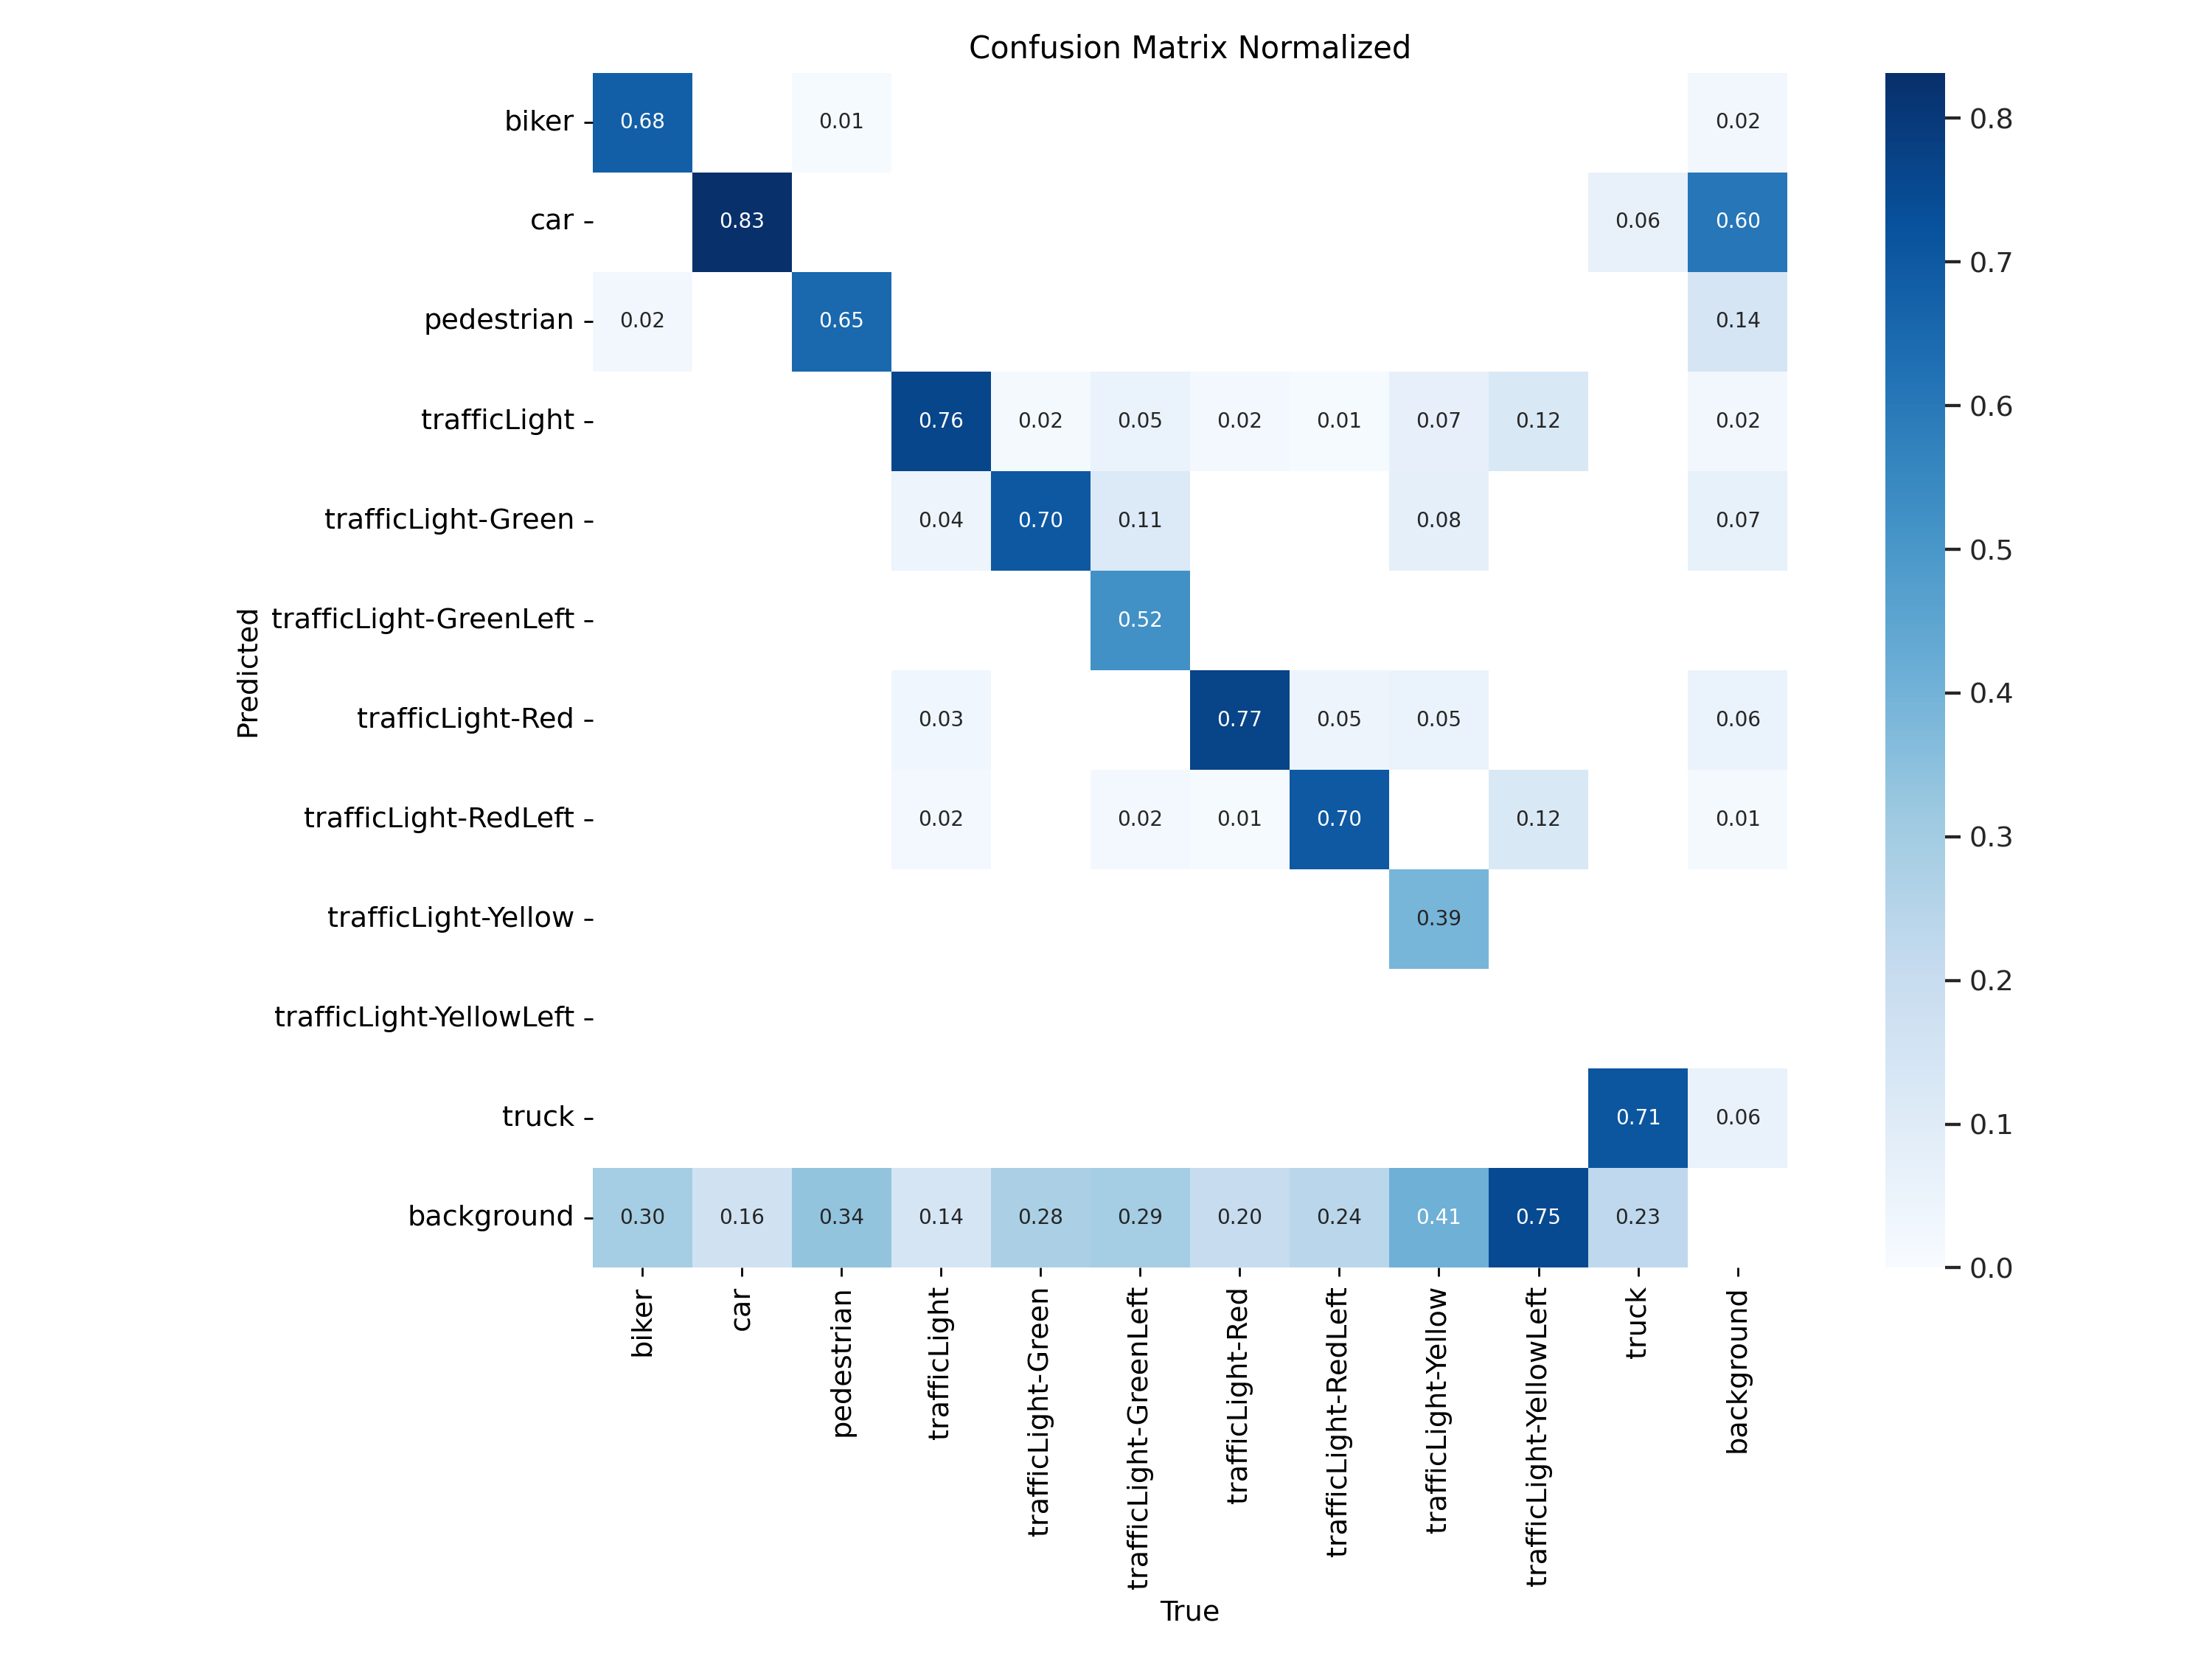 Confusion Matrix Normalized
biker 0.68 0.01 0.02
car 0.83 0.06 0.60
pedestrian 0.02 0.65 0.14
trafficLight 0.76 0.02 0.05 0.02 0.01 0.07 0.12 0.02
trafficLight-Green 0.04 0.70 0.11 0.08 0.07
trafficLight-GreenLeft 0.52
trafficLight-Red 0.03 0.77 0.05 0.05 0.06
trafficLight-RedLeft 0.02 0.02 0.01 0.70 0.12 0.01
trafficLight-Yellow 0.39
trafficLight-YellowLeft
truck 0.71 0.06
background 0.30 0.16 0.34 0.14 0.28 0.29 0.20 0.24 0.41 0.75 0.23
Predicted
biker
car
pedestrian
trafficLight
trafficLight-Green
trafficLight-GreenLeft
trafficLight-Red
trafficLight-RedLeft
trafficLight-Yellow
trafficLight-YellowLeft
truck
background
True
0.8
0.7
0.6
0.5
0.4
0.3
0.2
0.1
0.0